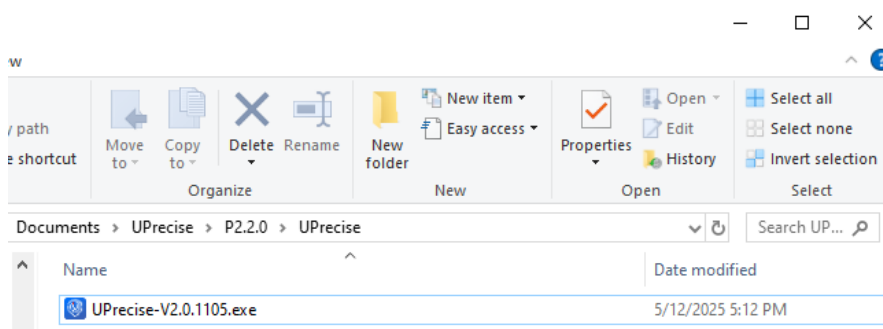 ew
y path
e shortcut
Move to
Copy to
Delete
Rename
New folder
New item
Easy access
Properties
Open
Edit
History
Select all
Select none
Invert selection
Organize
New
Open
Select
Documents > UPrecise > P2.2.0 > UPrecise
Search UP...
Name
Date modified
UPrecise-V2.0.1105.exe
5/12/2025 5:12 PM